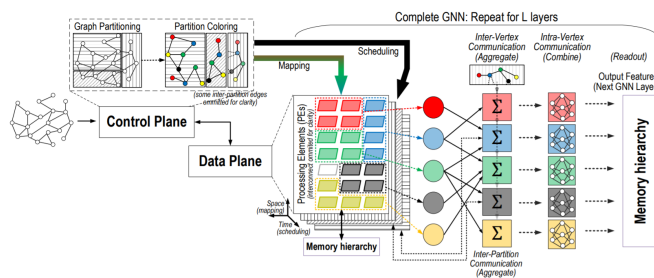 Complete GNN: Repeat for L layers
Graph Partitioning
Partition Coloring
Scheduling
Mapping
Inter-Vertex
Communication
(Aggregate)
Intra-Vertex
Communication
(Combine)
(Readout)
Output Feature
(Next GNN Laye
(some inter-partition edges
emmited for clarity)
Control Plane
Data Plane
Processing Elements (PEs)
(interconnect emmited for clarity)
Σ
Σ
Σ
Σ
Σ
Memory hierarchy
Space
(mapping)
Time
(scheduling)
Memory hierarchy
Inter-Partition
Communication
(Aggregate)